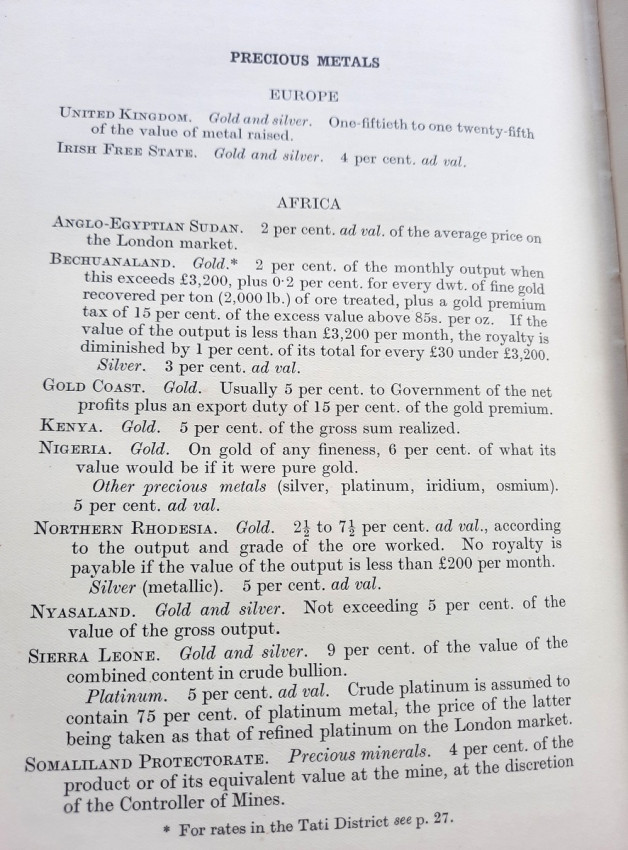 PRECIOUS METALS
EUROPE
UNITED KINGDOM. Gold and silver. One-fiftieth to one twenty-fifth
of the value of metal raised.
IRISH FREE STATE. Gold and silver. 4 per cent. ad val.
AFRICA
ANGLO-EGYPTIAN SUDAN. 2 per cent. ad val. of the average price on
the London market.
BECHUANALAND. Gold.* 2 per cent. of the monthly output when
this exceeds £3,200, plus 0·2 per cent. for every dwt. of fine gold
recovered per ton (2,000 lb.) of ore treated, plus a gold premium
tax of 15 per cent. of the excess value above 85s. per oz. If the
value of the output is less than £3,200 per month, the royalty is
diminished by 1 per cent. of its total for every £30 under £3,200.
Silver. 3 per cent. ad val.
GOLD COAST. Gold. Usually 5 per cent. to Government of the net
profits plus an export duty of 15 per cent. of the gold premium.
KENYA. Gold. 5 per cent. of the gross sum realized.
NIGERIA. Gold. On gold of any fineness, 6 per cent. of what its
value would be if it were pure gold.
Other precious metals (silver, platinum, iridium, osmium).
5 per cent. ad val.
NORTHERN RHODESIA. Gold. 2½ to 7½ per cent. ad val., according
to the output and grade of the ore worked. No royalty is
payable if the value of the output is less than £200 per month.
Silver (metallic). 5 per cent. ad val.
NYASALAND. Gold and silver. Not exceeding 5 per cent. of the
value of the gross output.
SIERRA LEONE. Gold and silver. 9 per cent. of the value of the
combined content in crude bullion.
Platinum. 5 per cent. ad val. Crude platinum is assumed to
contain 75 per cent. of platinum metal, the price of the latter
being taken as that of refined platinum on the London market.
SOMALILAND PROTECTORATE. Precious minerals. 4 per cent. of the
product or of its equivalent value at the mine, at the discretion
of the Controller of Mines.
* For rates in the Tati District see p. 27.